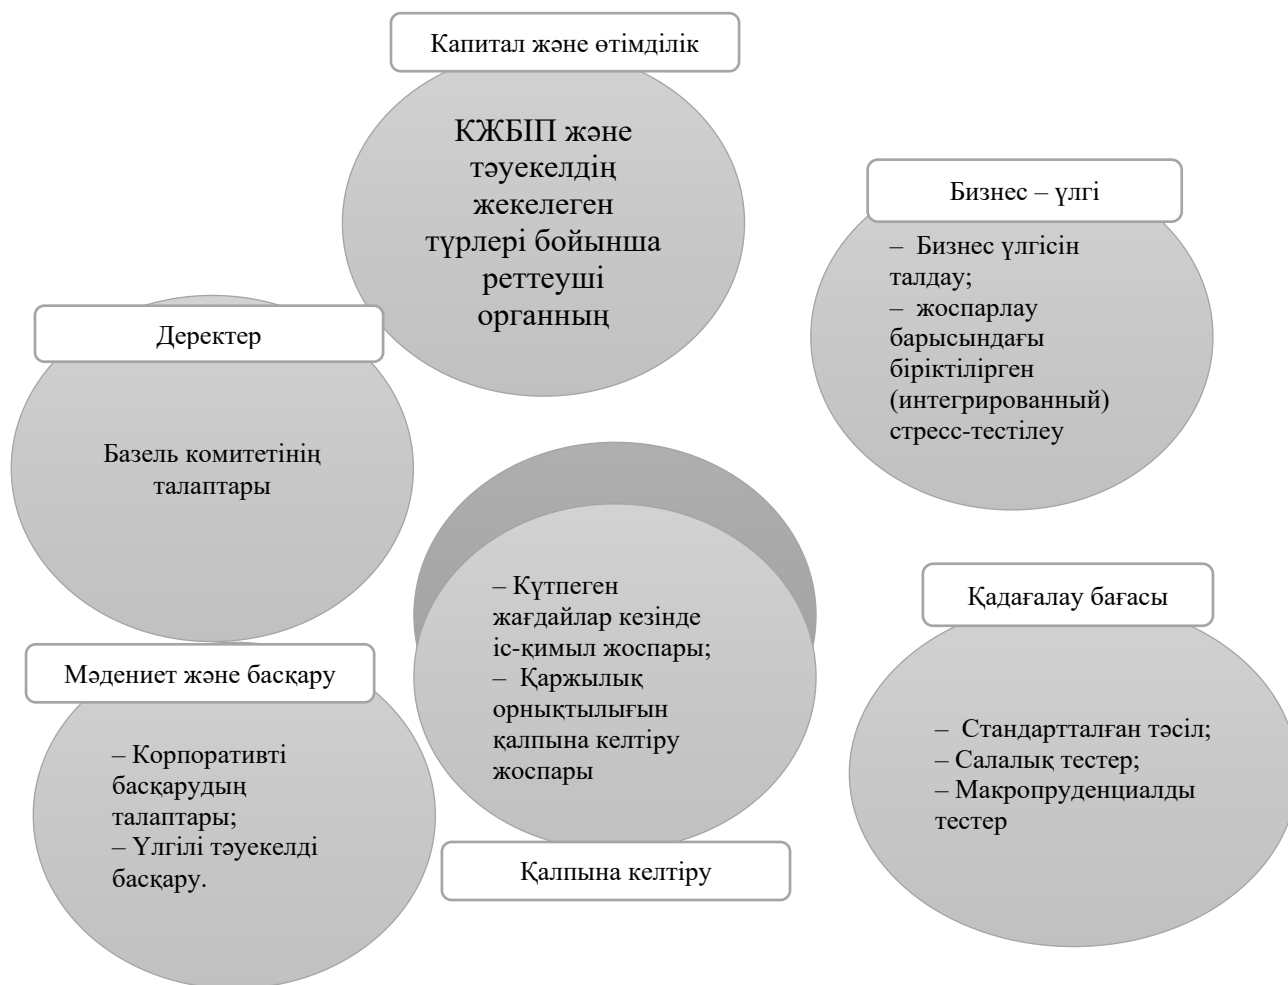 Капитал және өтімділік
КЖБІП және
тәуекелдің
жекелеген
түрлері бойынша
реттеуші
органның
Бизнес – үлгі
– Бизнес үлгісін
талдау;
– жоспарлау
барысындағы
біріктілірген
(интегрированный)
стресс-тестілеу
Деректер
Базель комитетінің
талаптары
– Күтпеген
жағдайлар кезінде
іс-қимыл жоспары;
– Қаржылық
орнықтылығын
қалпына келтіру
жоспары
Қалпына келтіру
Қадағалау бағасы
– Стандартталған тәсіл;
– Салалық тестер;
– Макропруденциалды
тестер
Мәдениет және басқару
– Корпоративті
басқарудың
талаптары;
– Үлгілі тәуекелді
басқару.